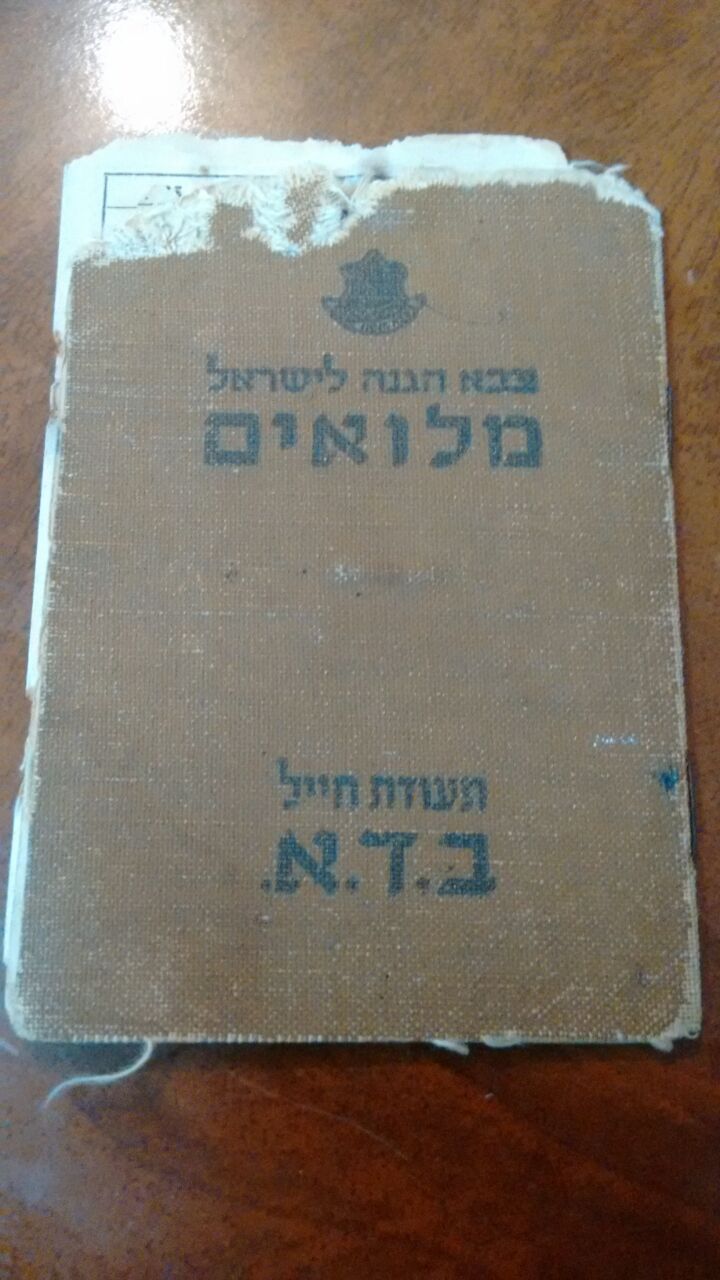 צבא הגנה לישראל
מלואים
תעודת חייל
ב.ד.א.